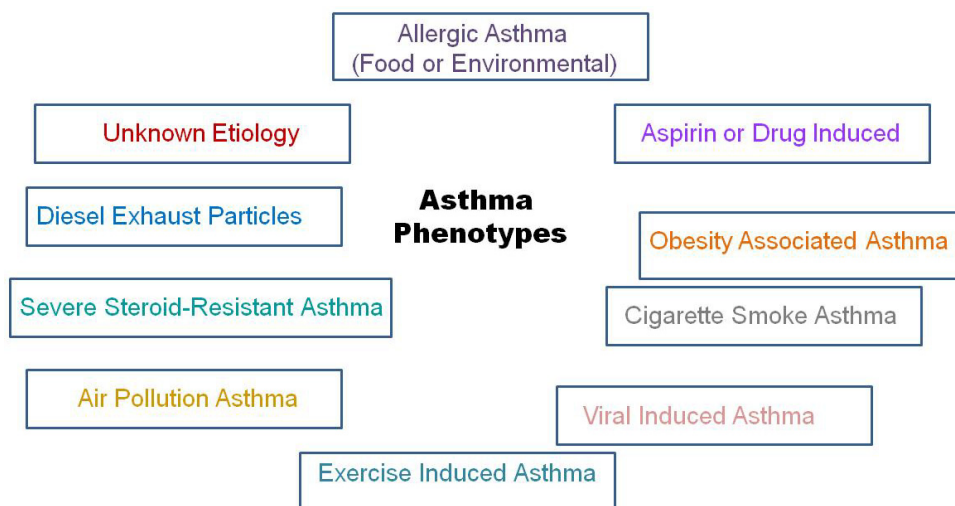 Allergic Asthma
(Food or Environmental)
Unknown Etiology
Aspirin or Drug Induced
Diesel Exhaust Particles
Asthma
Phenotypes
Obesity Associated Asthma
Severe Steroid-Resistant Asthma
Cigarette Smoke Asthma
Air Pollution Asthma
Viral Induced Asthma
Exercise Induced Asthma